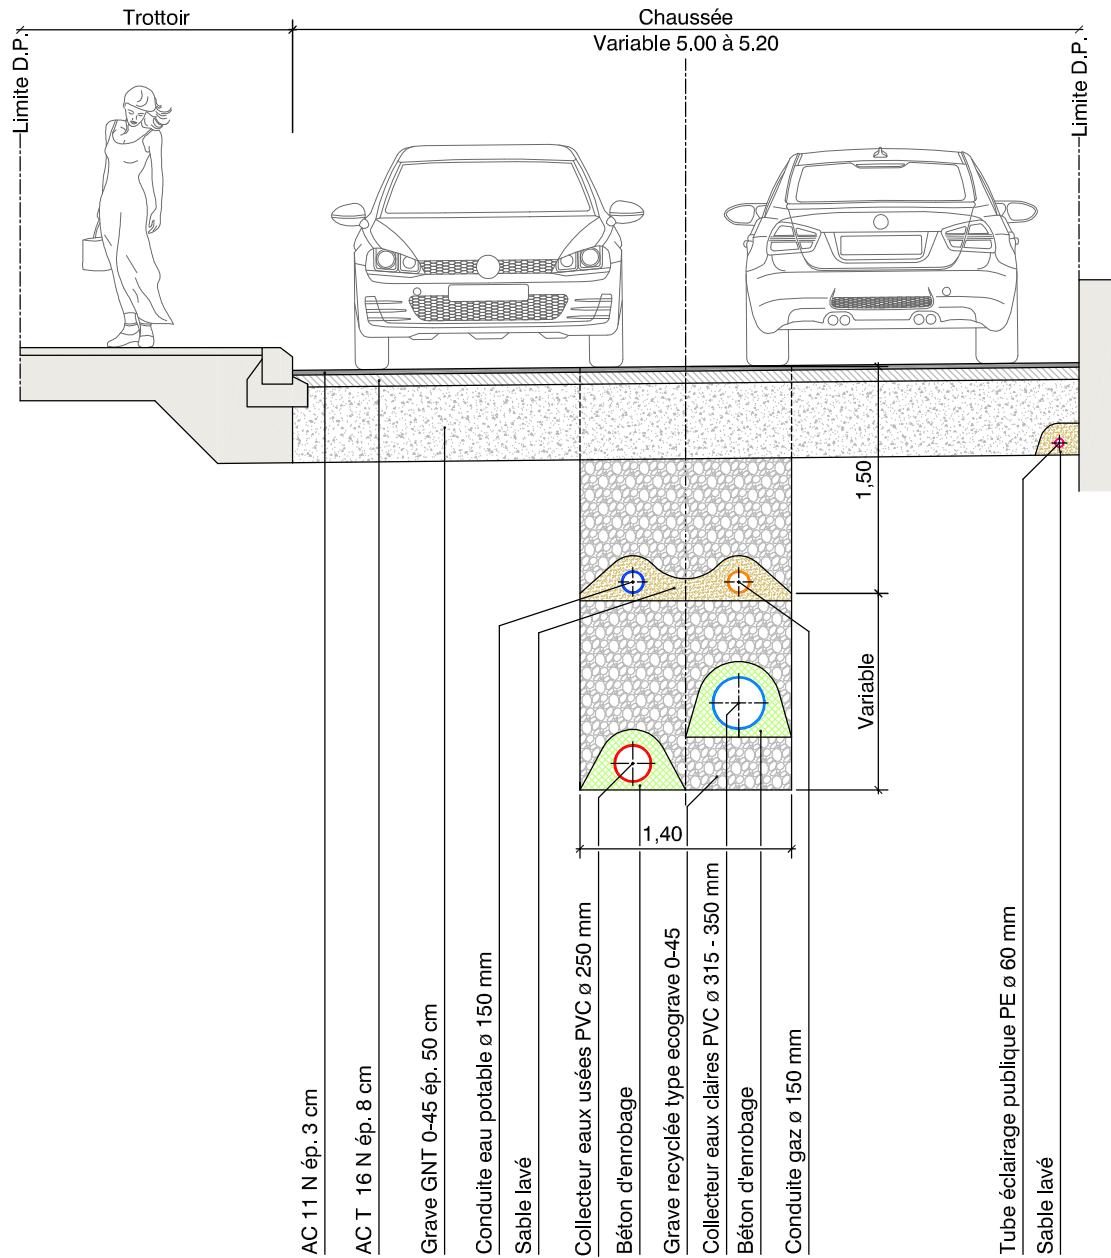 Trottoir
Chaussée
Variable 5.00 à 5.20
Limite D.P.
Limite D.P.
1,50
Variable
1,40
AC 11 N ép. 3 cm
AC T 16 N ép. 8 cm
Grave GNT 0-45 ép. 50 cm
Conduite eau potable ø 150 mm
Sable lavé
Collecteur eaux usées PVC ø 250 mm
Béton d'enrobage
Grave recyclée type ecograve 0-45
Collecteur eaux claires PVC ø 315 - 350 mm
Béton d'enrobage
Conduite gaz ø 150 mm
Tube éclairage publique PE ø 60 mm
Sable lavé